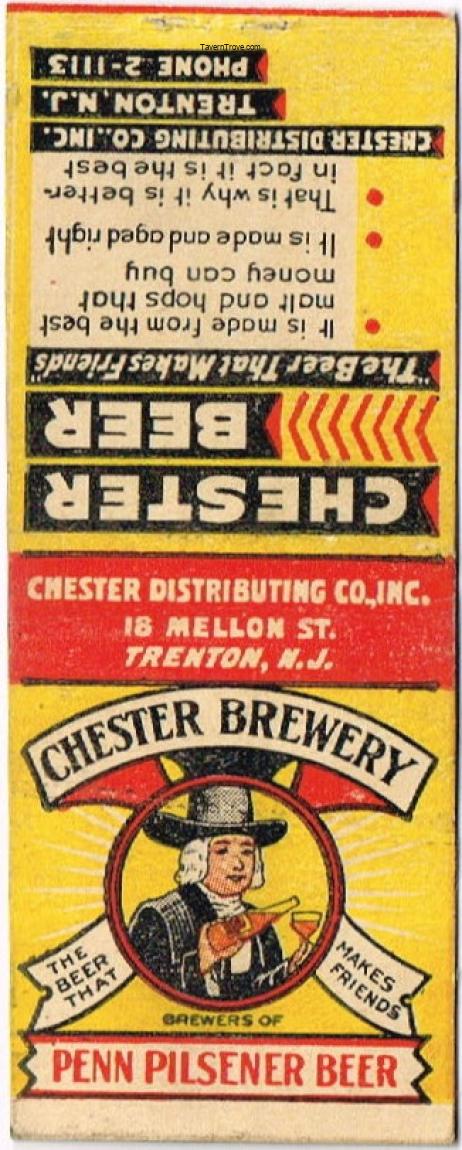 TavernTrove.com
CHESTER
BEER
"The Beer That Makes Friends"
It is made from the best
malt and hops that
money can buy
It is made and aged right
That is why it is better-
in fact it is the best
CHESTER DISTRIBUTING CO., INC.
TRENTON, N.J.
PHONE 2-1113
CHESTER DISTRIBUTING CO., INC.
18 MELLON ST.
TRENTON, N.J.
CHESTER BREWERY
THE
BEER
THAT
MAKES
FRIENDS
BREWERS OF
PENN PILSENER BEER